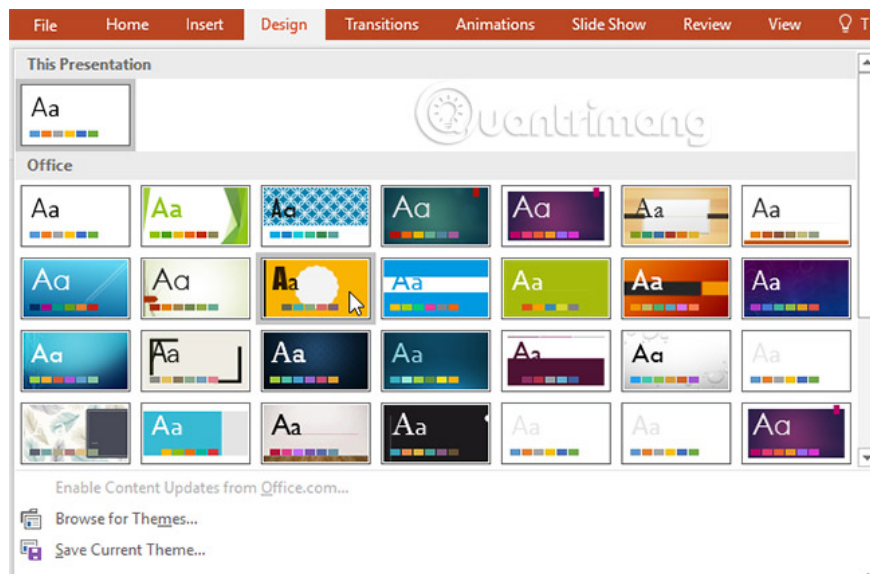 File Home Insert Design Transitions Animations Slide Show Review View T
This Presentation
Aa
Quantrimang
Office
Aa Aa Aa Aa Aa Aa Aa
Aa Aa Aa Aa Aa Aa Aa
Aa Aa Aa Aa Aa Aa Aa
Aa Aa Aa Aa Aa Aa
Enable Content Updates from Office.com...
Browse for Themes...
Save Current Theme...